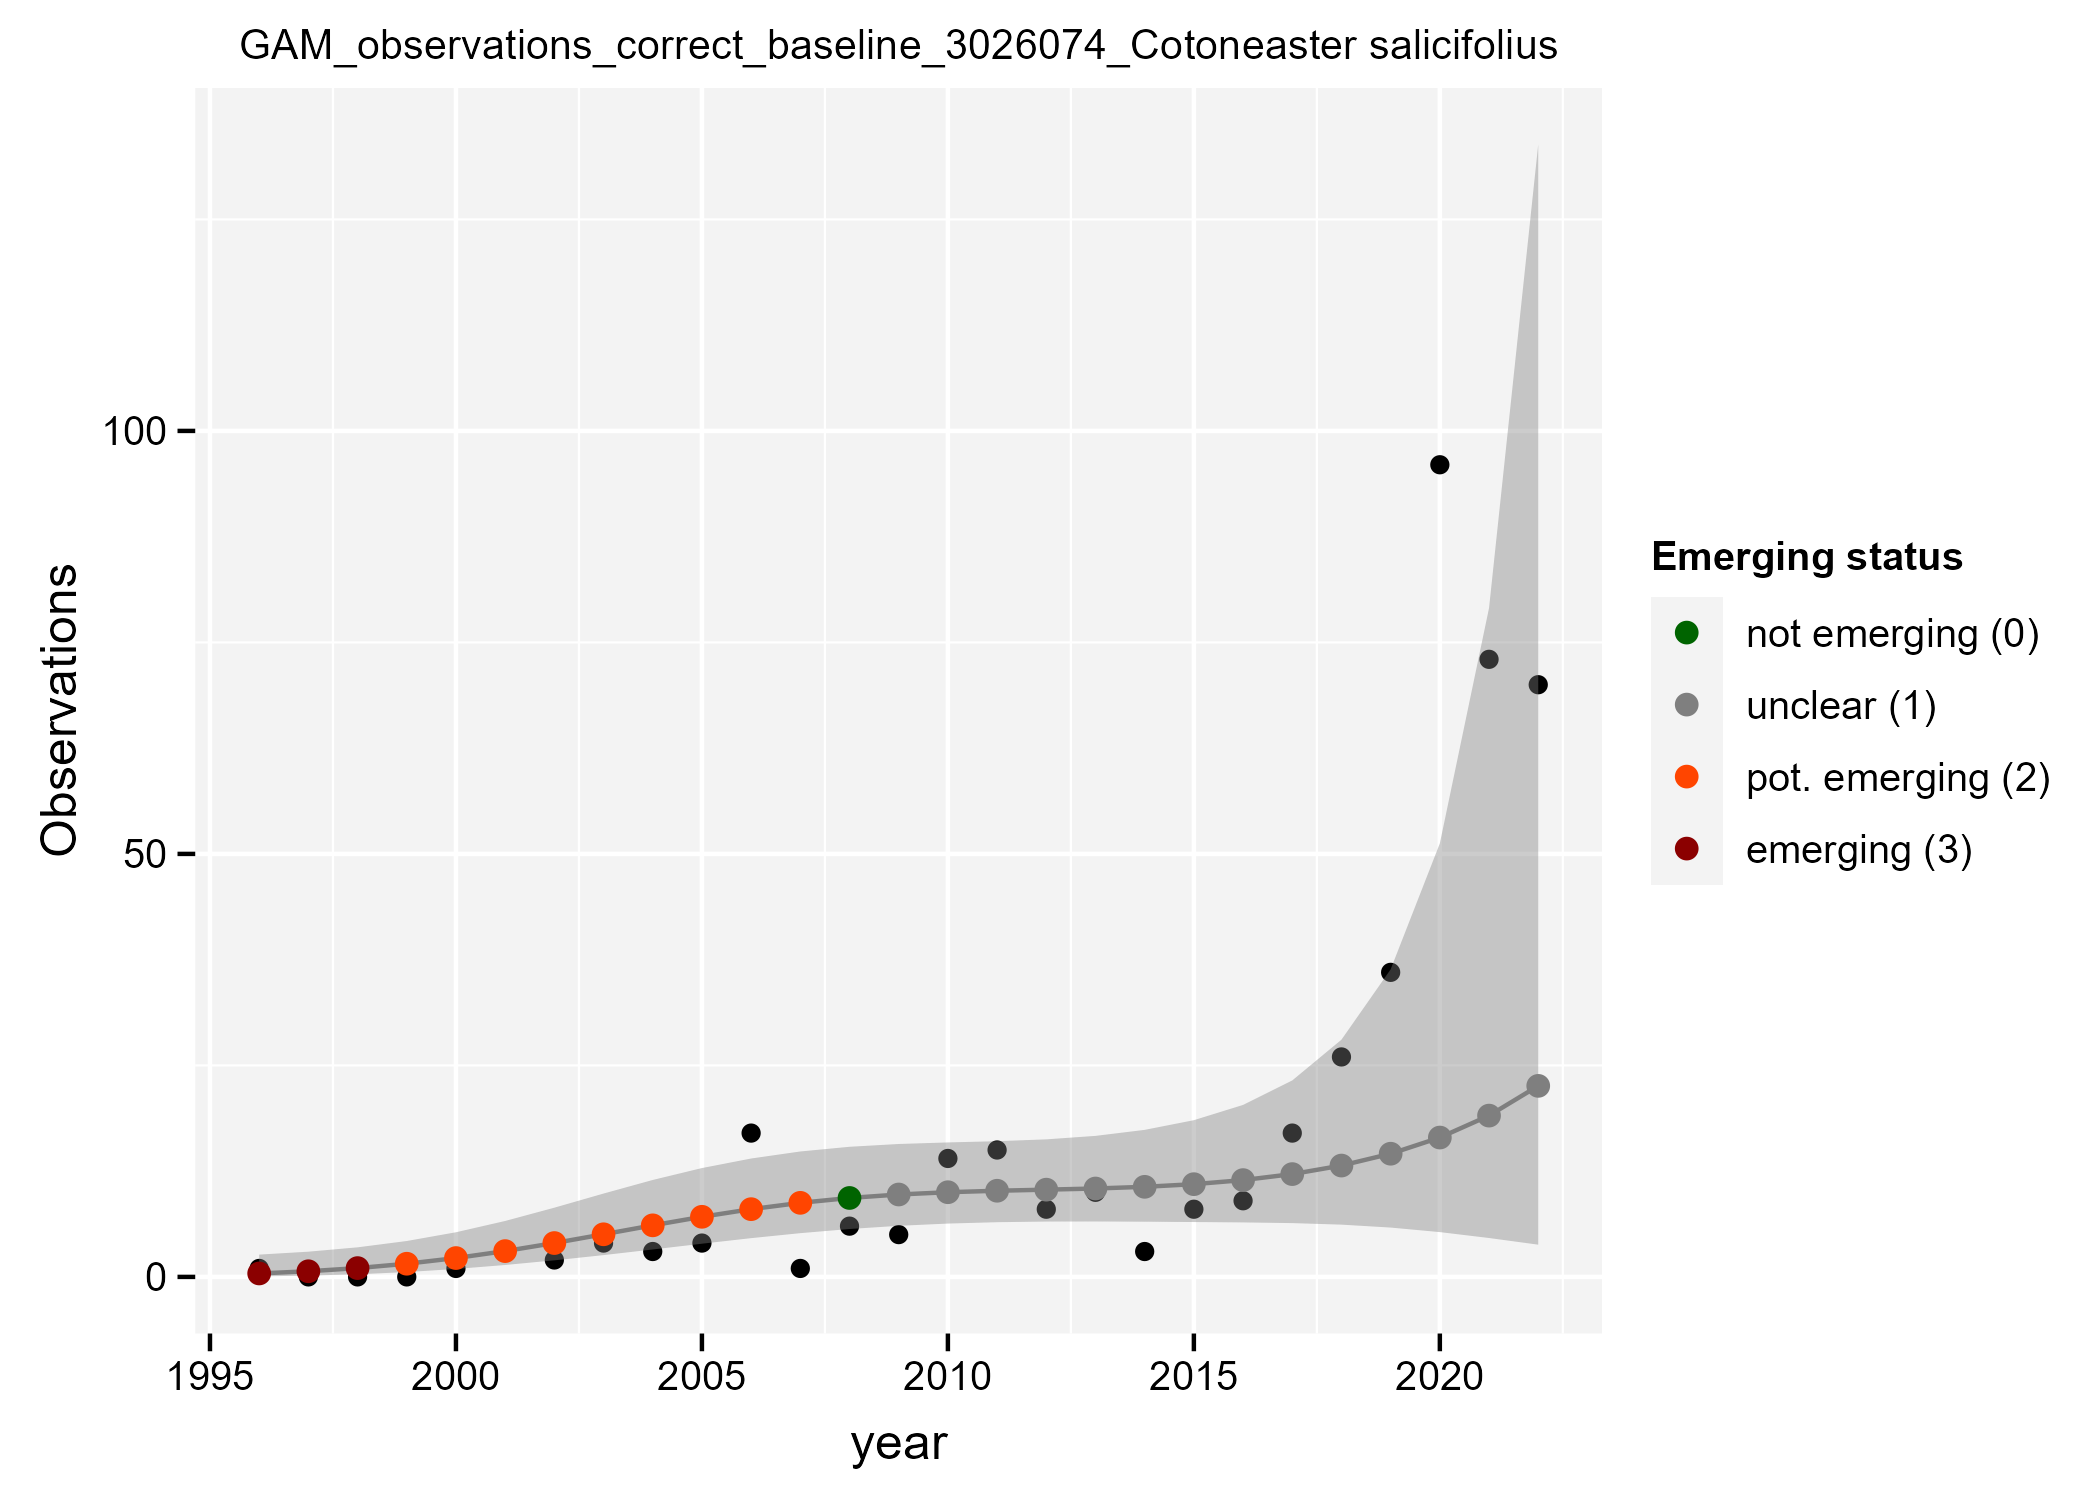 GAM_observations_correct_baseline_3026074_Cotoneaster salicifolius
Observations
100
50
0
1995 2000 2005 2010 2015 2020
year
Emerging status
not emerging (0)
unclear (1)
pot. emerging (2)
emerging (3)